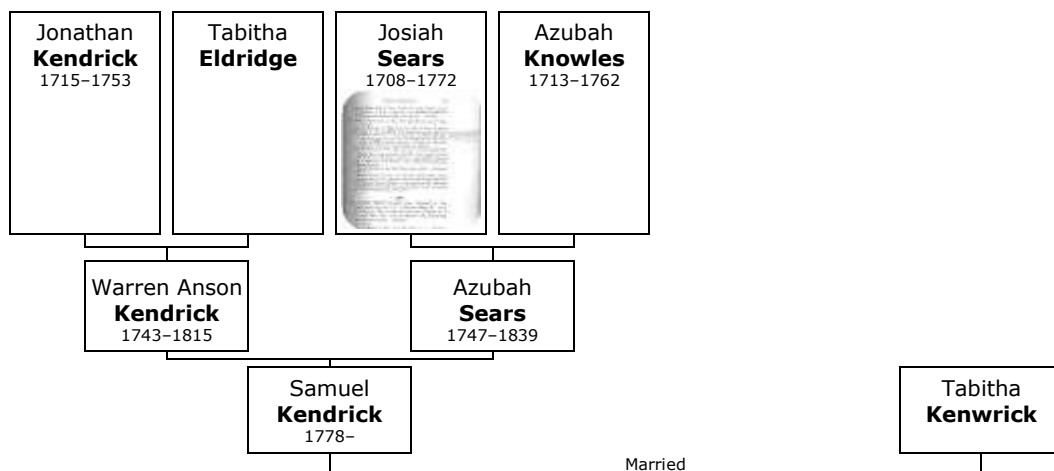 Jonathan
Kendrick
1715–1753
Tabitha
Eldridge
Josiah
Sears
1708–1772
Azubah
Knowles
1713–1762
Warren Anson
Kendrick
1743–1815
Azubah
Sears
1747–1839
Samuel
Kendrick
1778–
Tabitha
Kenwrick
Married